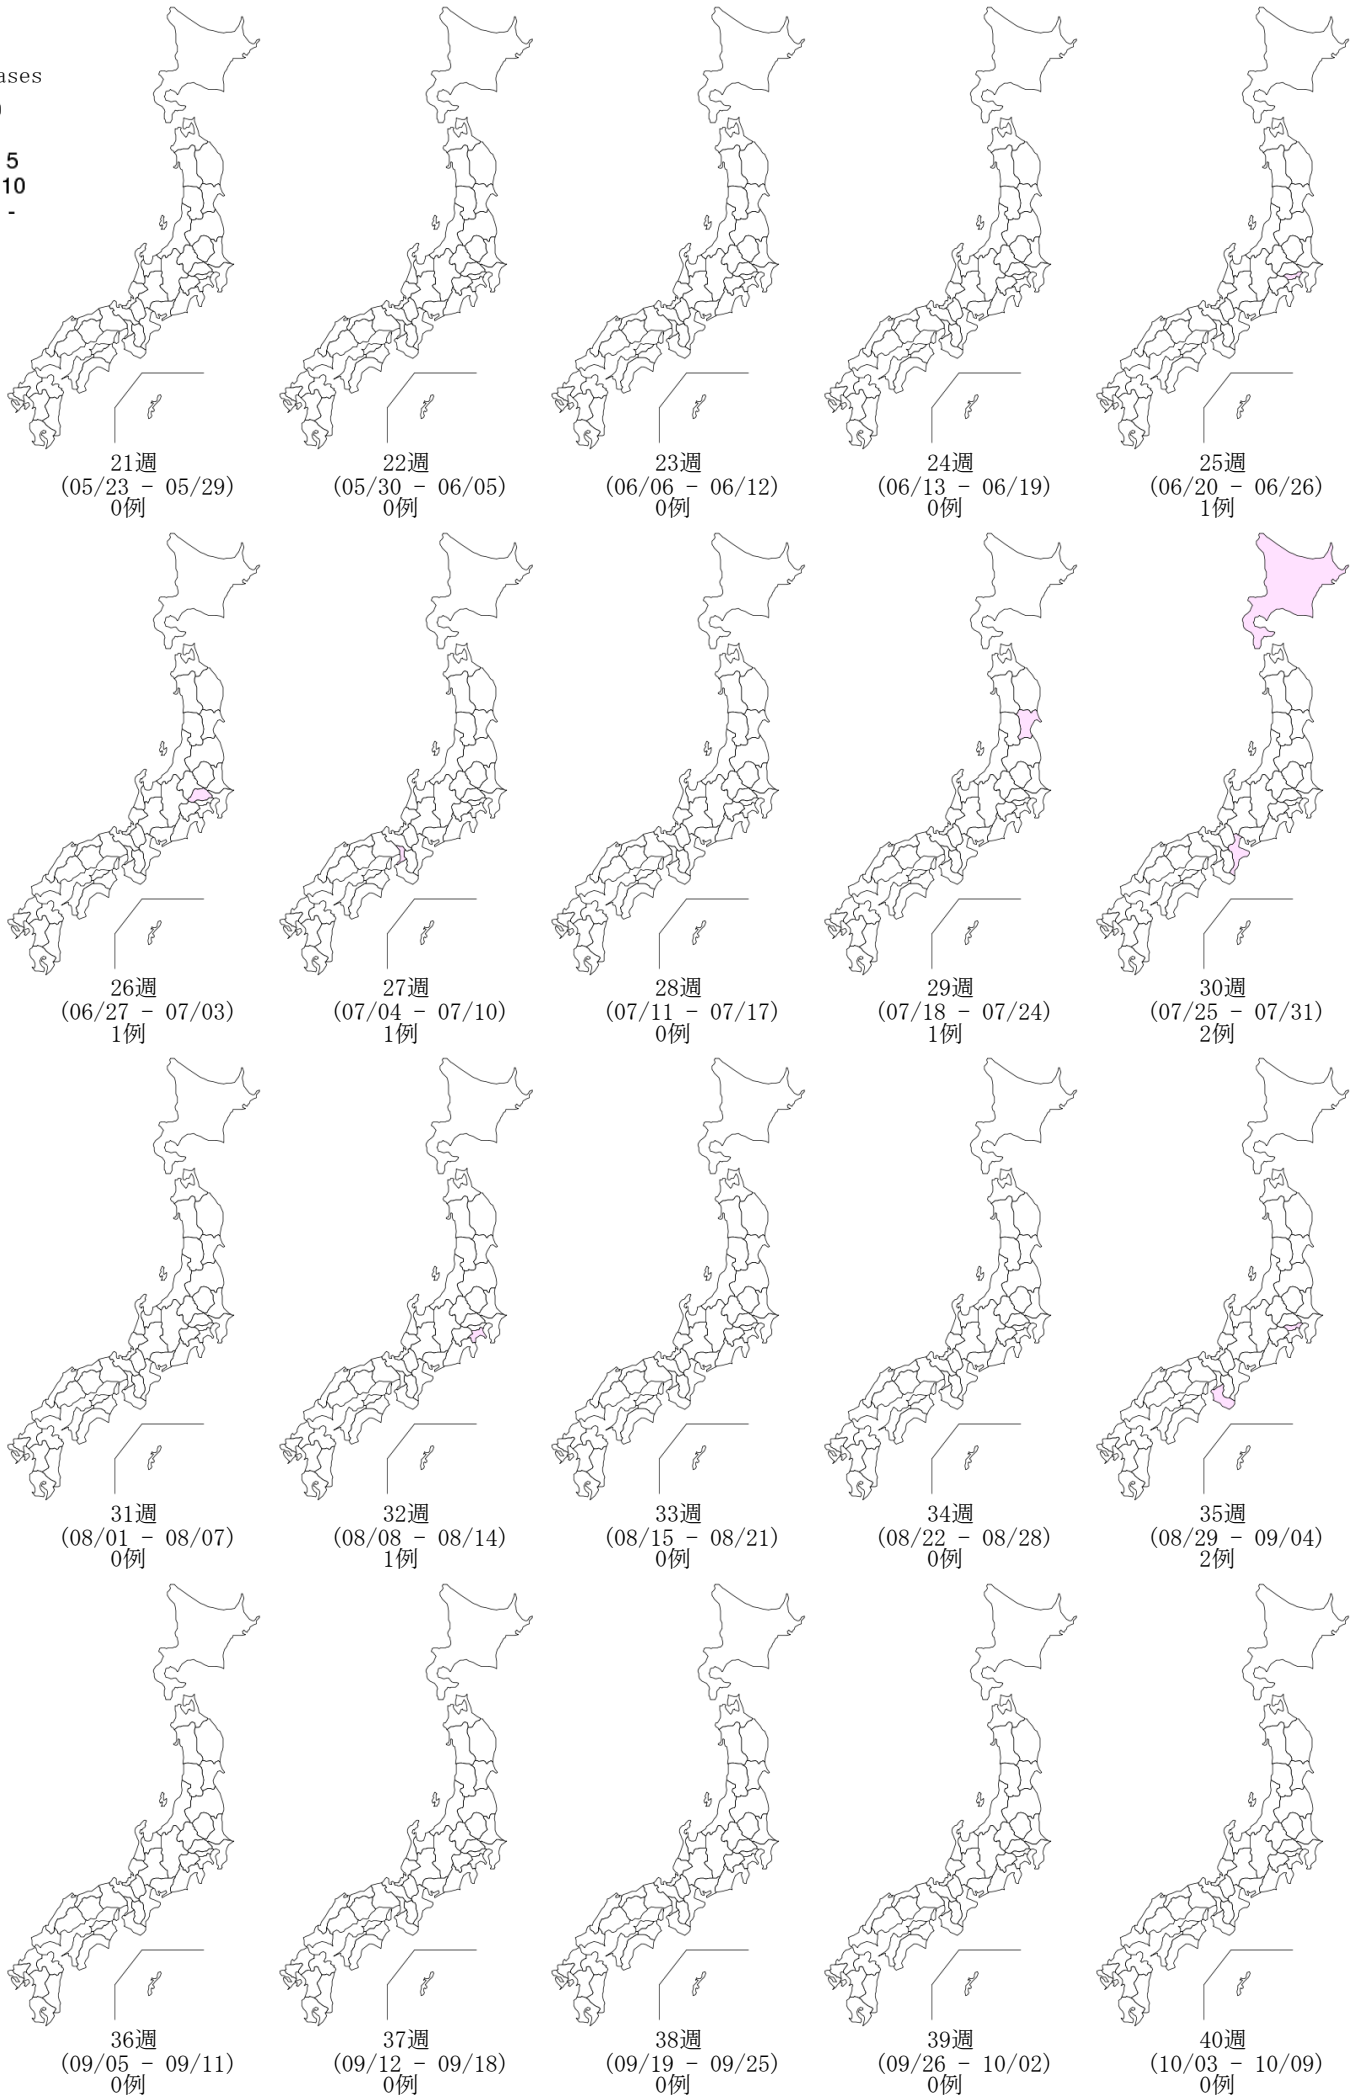 ases
5
10
-
21週
(05/23 - 05/29)
0例
22週
(05/30 - 06/05)
0例
23週
(06/06 - 06/12)
0例
24週
(06/13 - 06/19)
0例
25週
(06/20 - 06/26)
1例
26週
(06/27 - 07/03)
1例
27週
(07/04 - 07/10)
1例
28週
(07/11 - 07/17)
0例
29週
(07/18 - 07/24)
1例
30週
(07/25 - 07/31)
2例
31週
(08/01 - 08/07)
0例
32週
(08/08 - 08/14)
1例
33週
(08/15 - 08/21)
0例
34週
(08/22 - 08/28)
0例
35週
(08/29 - 09/04)
2例
36週
(09/05 - 09/11)
0例
37週
(09/12 - 09/18)
0例
38週
(09/19 - 09/25)
0例
39週
(09/26 - 10/02)
0例
40週
(10/03 - 10/09)
0例